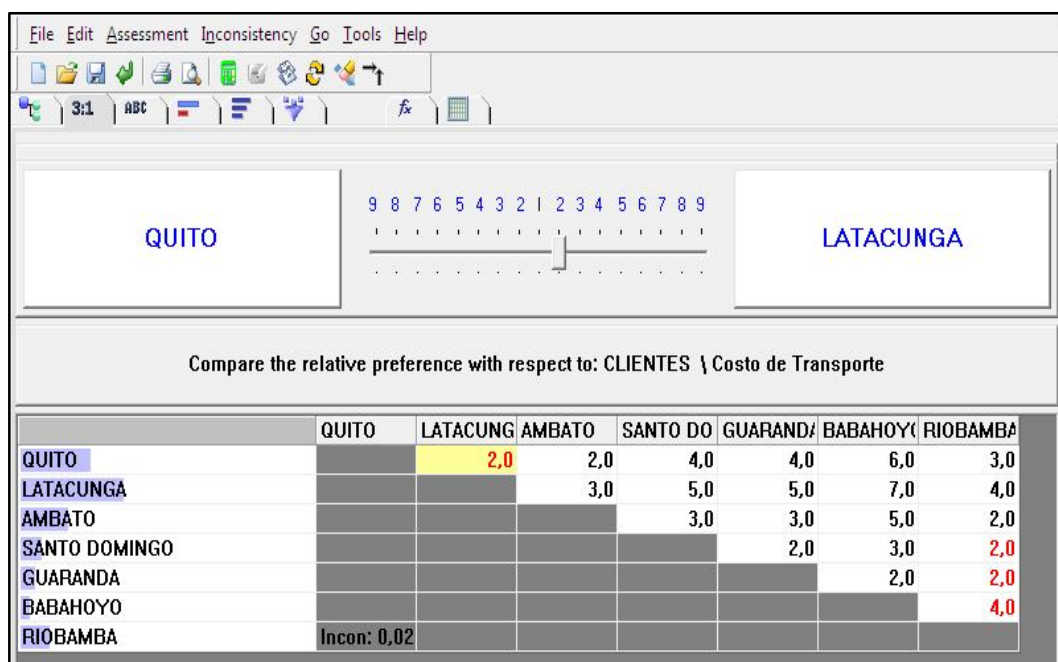 File Edit Assessment Inconsistency Go Tools Help
3:1 ABC fx
9 8 7 6 5 4 3 2 1 2 3 4 5 6 7 8 9
QUITO LATACUNGA
Compare the relative preference with respect to: CLIENTES \ Costo de Transporte
QUITO LATACUNG AMBATO SANTO DO GUARANDA BABAHOY( RIOBAMBA
QUITO 2,0 2,0 4,0 4,0 6,0 3,0
LATACUNGA 3,0 5,0 5,0 7,0 4,0
AMBATO 3,0 3,0 5,0 2,0
SANTO DOMINGO 2,0 3,0 2,0
GUARANDA 2,0 2,0
BABAHOYO 4,0
RIOBAMBA Incon: 0,02